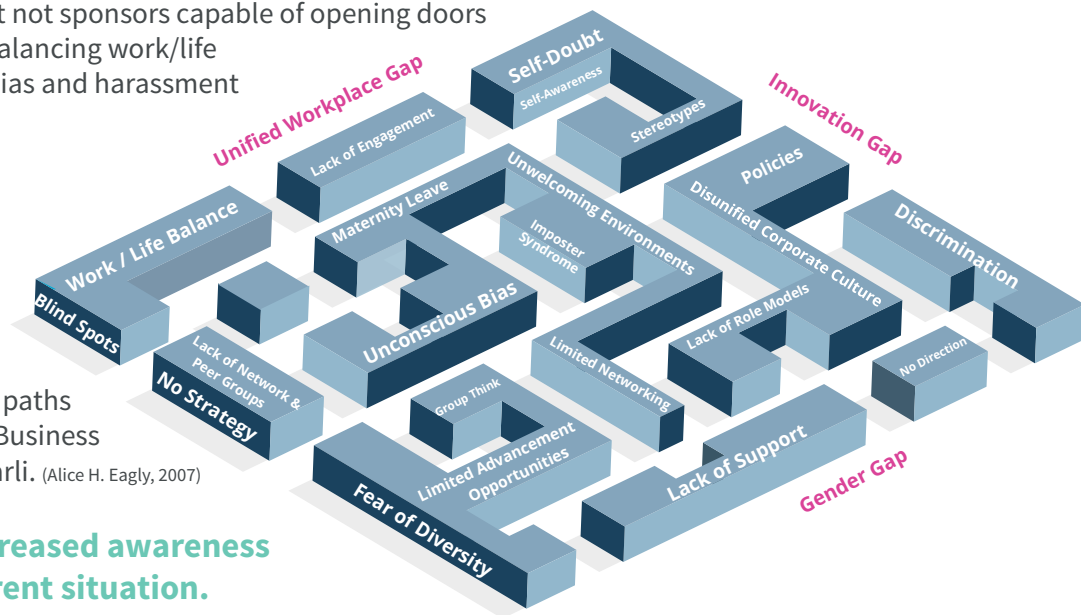 not sponsors capable of opening doors
alancing work/life
ias and harassment
Unified Workplace Gap
Innovation Gap
Self-Doubt
Self-Awareness
Stereotypes
Lack of Engagement
Policies
Maternity Leave
Unwelcoming Environments
Disunified Corporate Culture
Discrimination
Work / Life Balance
Imposter
Syndrome
Blind Spots
Unconscious Bias
Lack of Role Models
Lack of Network &
Peer Groups
No Strategy
Limited Networking
No Direction
Group Think
paths
Business
rli. (Alice H. Eagly, 2007)
Limited Advancement
Opportunities
Lack of Support
Gender Gap
Fear of Diversity
reased awareness
rent situation.